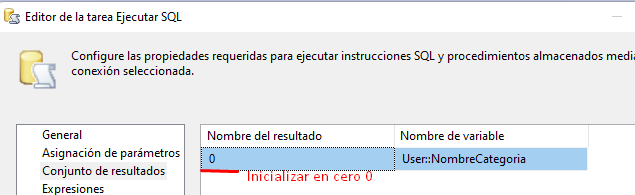 Editor de la tarea Ejecutar SQL
Configure las propiedades requeridas para ejecutar instrucciones SQL y procedimientos almacenados media
conexión seleccionada.
General
Asignación de parámetros
Conjunto de resultados
Expresiones
Nombre del resultado
Nombre de variable
0
User::NombreCategoria
Inicializar en cero 0